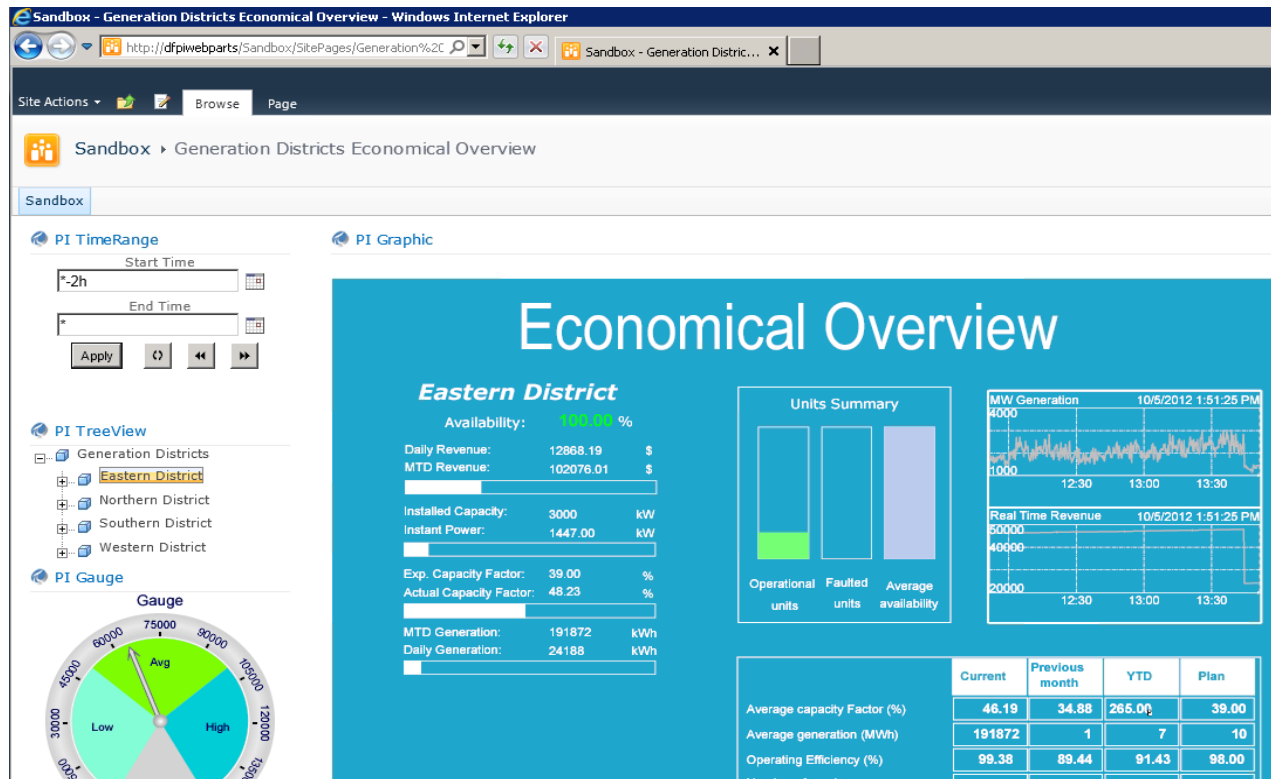 Sandbox - Generation Districts Economical Overview - Windows Internet Explorer
http://dfpiwebparts/Sandbox/SitePages/Generation%2C
Sandbox - Generation Distric...
Site Actions
Browse
Page
Sandbox
Generation Districts Economical Overview
Sandbox
PI TimeRange
Start Time
*-2h
End Time
*
Apply
PI TreeView
Generation Districts
Eastern District
Northern District
Southern District
Western District
PI Gauge
Gauge
30000
45000
60000
75000
90000
105000
120000
Low
Avg
High
PI Graphic
Economical Overview
Eastern District
Availability: 100.00 %
Daily Revenue: 12868.19 $
MTD Revenue: 102076.01 $
Installed Capacity: 3000 kW
Instant Power: 1447.00 kW
Exp. Capacity Factor: 39.00 %
Actual Capacity Factor: 48.23 %
MTD Generation: 191872 kWh
Daily Generation: 24188 kWh
Units Summary
Operational units
Faulted units
Average availability
MW Generation 10/5/2012 1:51:25 PM
4000
1000
12:30 13:00 13:30
Real Time Revenue 10/5/2012 1:51:25 PM
50000
40000
20000
12:30 13:00 13:30
Current Previous month YTD Plan
Average capacity Factor (%) 46.19 34.88 265.00 39.00
Average generation (MWh) 191872 1 7 10
Operating Efficiency (%) 99.38 89.44 91.43 98.00